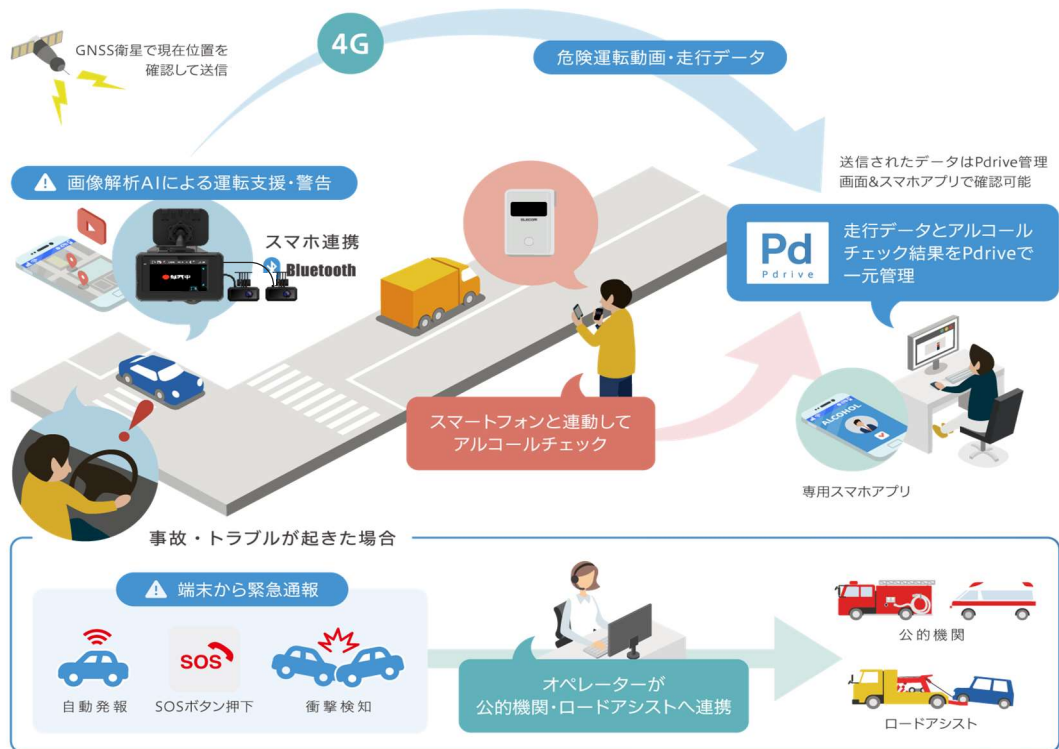 4G
GNSS衛星で現在位置を
確認して送信
危険運転動画・走行データ
送信されたデータはPdrive管理
画面&スマホアプリで確認可能
画像解析AIによる運転支援・警告
スマホ連携
Bluetooth
ELECOM
Pd
Pdrive
走行データとアルコール
チェック結果をPdriveで
一元管理
スマートフォンと連動して
アルコールチェック
ALCOHOL
専用スマホアプリ
事故・トラブルが起きた場合
端末から緊急通報
SOS
自動発報
SOSボタン押下
衝撃検知
オペレーターが
公的機関・ロードアシストへ連携
公的機関
ロードアシスト